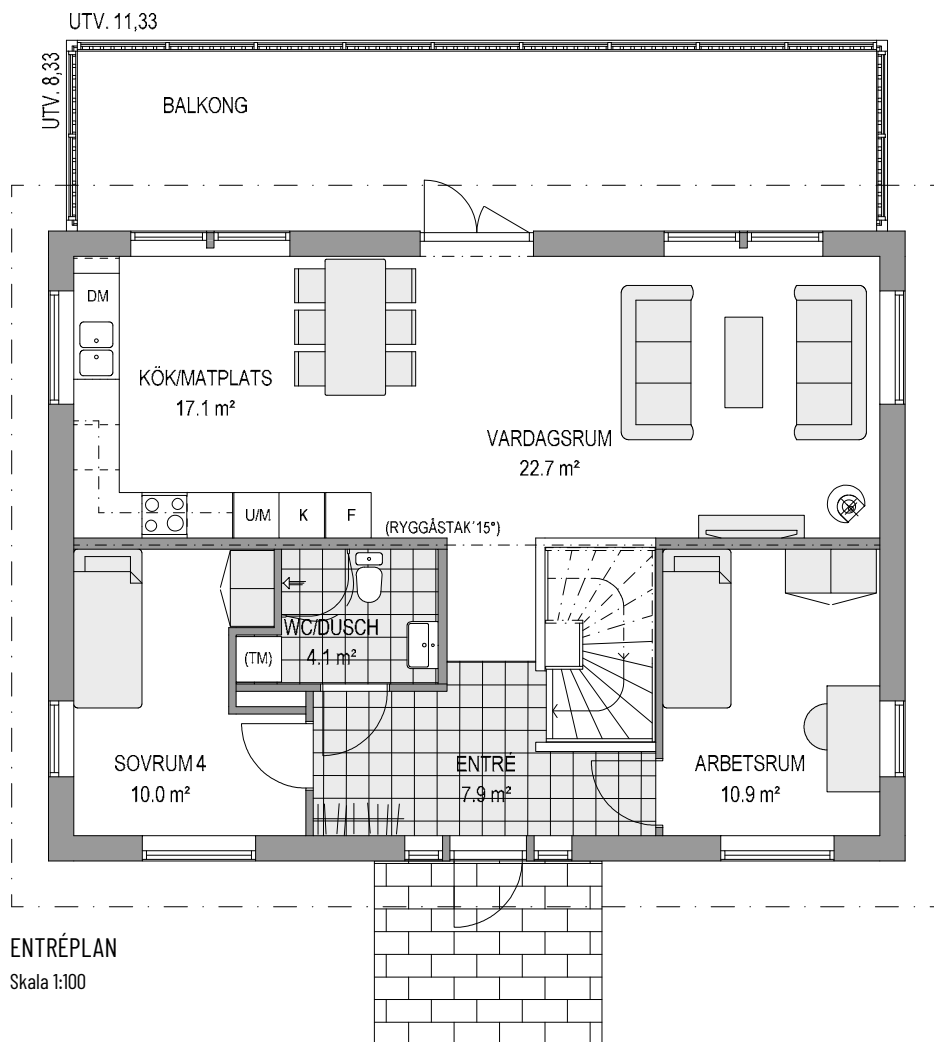 UTV. 11,33
UTV. 8,33
BALKONG
DM
KÖK/MATPLATS
17.1 m²
VARDAGSRUM
22.7 m²
U/M
K
F
(RYGGÅSTAK´15°)
WC/DUSCH
4.1 m²
(TM)
SOVRUM 4
10.0 m²
ENTRÉ
7.9 m²
ARBETSRUM
10.9 m²
ENTRÉPLAN
Skala 1:100